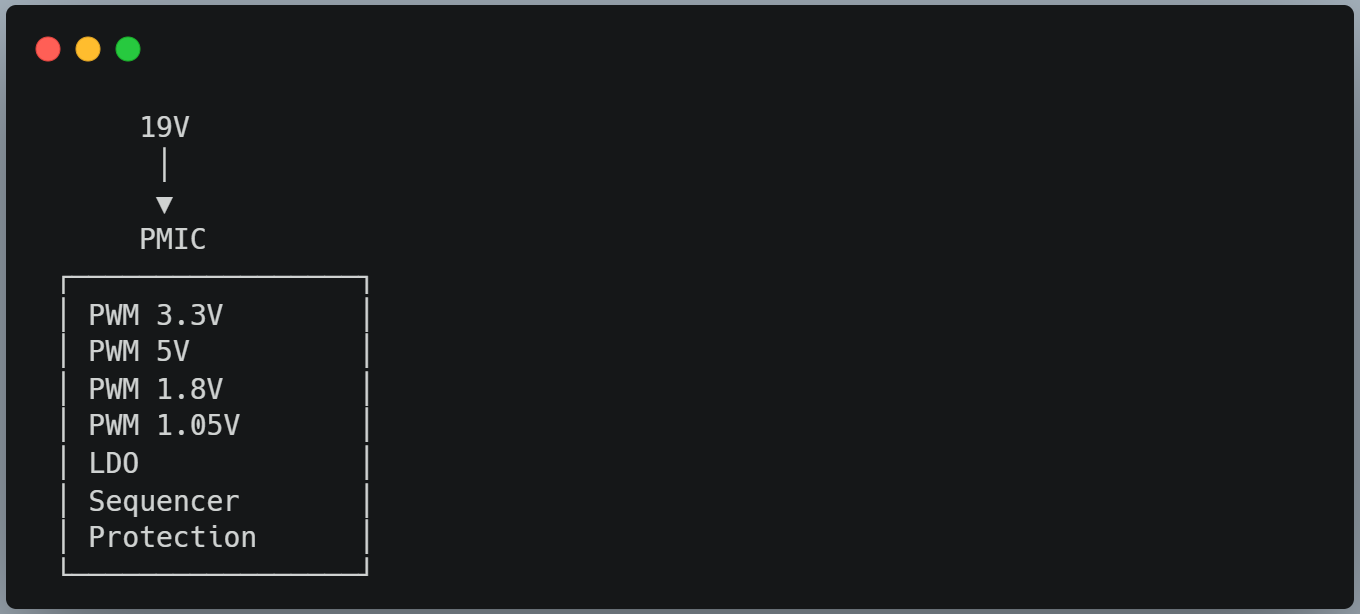 19V
PMIC
PWM 3.3V
PWM 5V
PWM 1.8V
PWM 1.05V
LDO
Sequencer
Protection